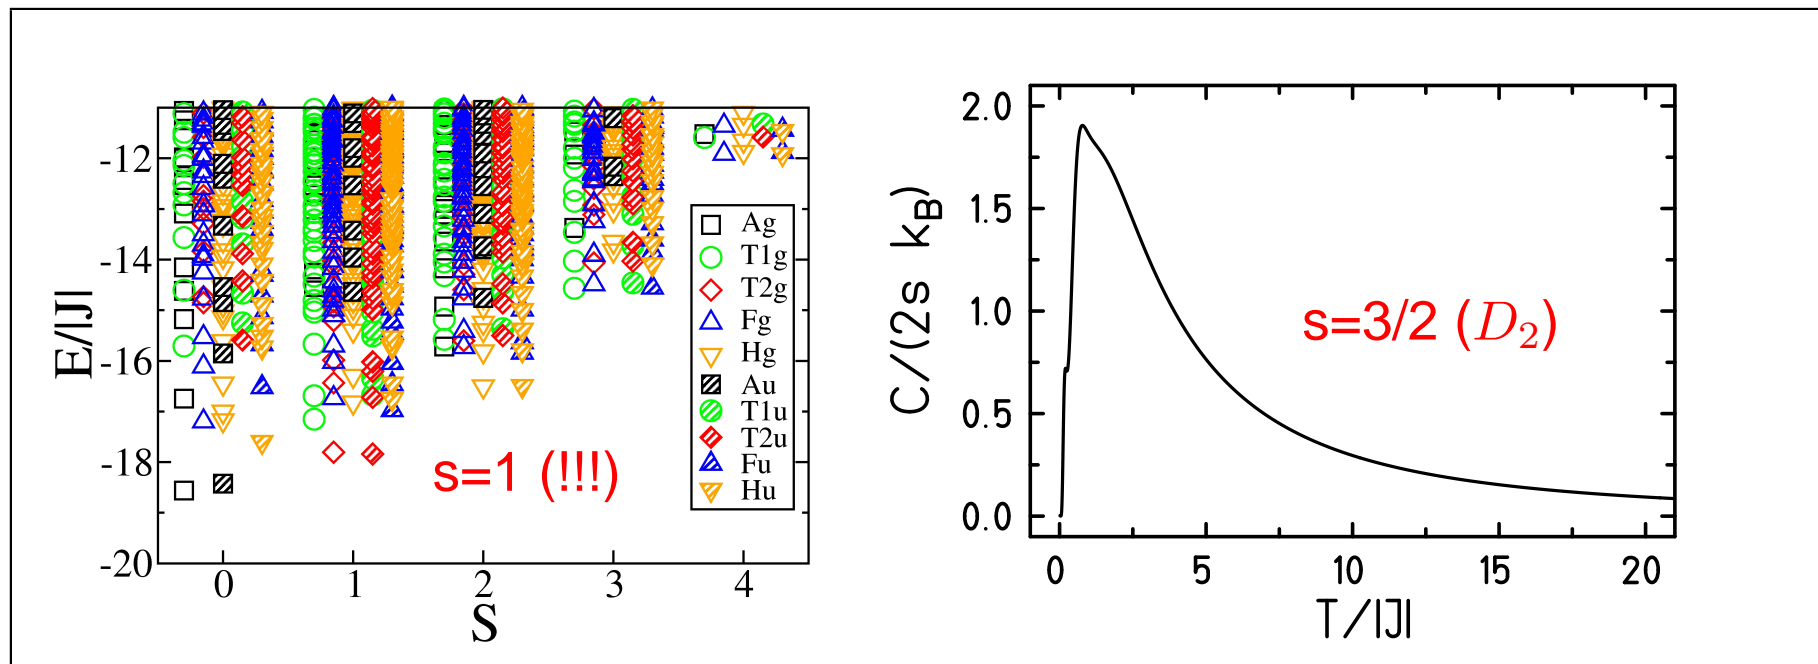 E/|J|
-12
-14
-16
-18
-20
0 1 2 3 4
S
s=1 (!!!)
Ag
T1g
T2g
Fg
Hg
Au
T1u
T2u
Fu
Hu
C/(2s k_B)
2.0
1.5
1.0
0.5
0.0
0 5 10 15 20
T/|J|
s=3/2 (D₂)